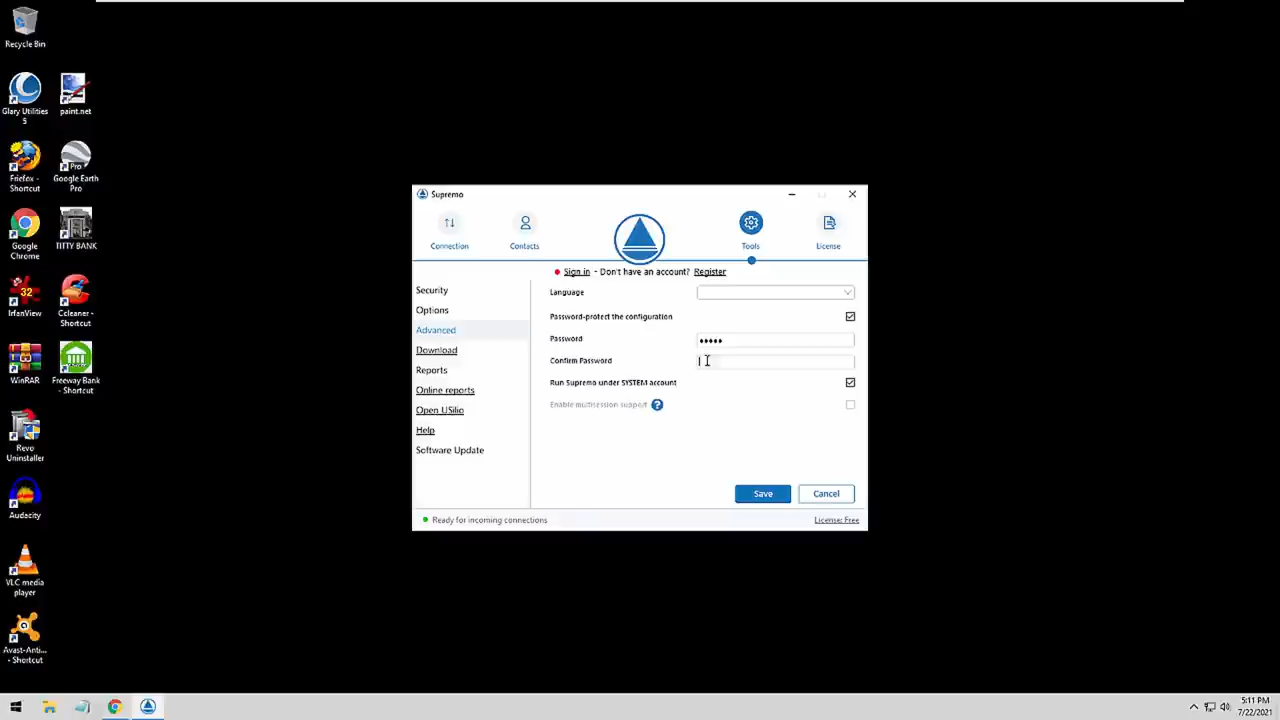 Recycle Bin
Glary Utilities
5
paint.net
Friefox -
Shortcut
Google Earth
Pro
Google
Chrome
TITTY BANK
32
IrfanView
Ccleaner -
Shortcut
WinRAR
Freeway Bank
- Shortcut
Revo
Uninstaller
Audacity
VLC media
player
Avast-Anti...
- Shortcut
Supremo
Connection
Contacts
Tools
License
Sign in - Don't have an account? Register
Security
Options
Advanced
Download
Reports
Online reports
Open USilio
Help
Software Update
Language
Password-protect the configuration
Password
•••••
Confirm Password
Run Supremo under SYSTEM account
Enable multisession support ?
Save
Cancel
Ready for incoming connections
License: Free
5:11 PM
7/22/2021